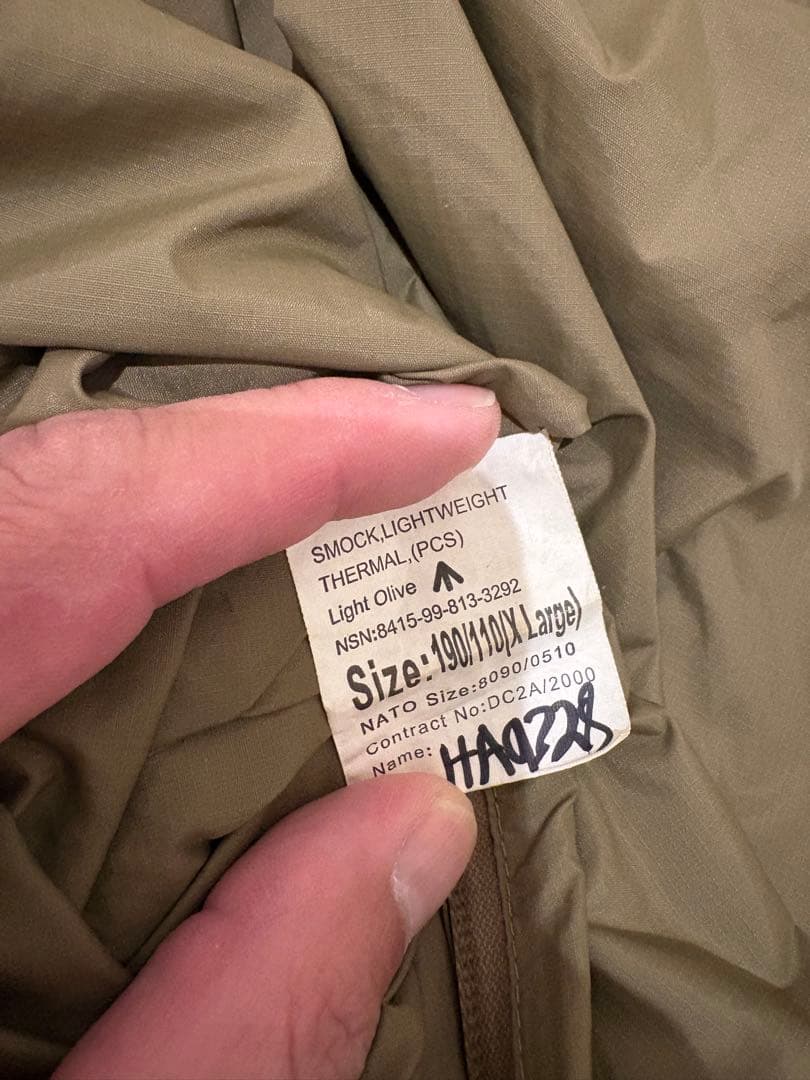 SMOCK,LIGHTWEIGHT
THERMAL,(PCS)
Light Olive
NSN:8415-99-813-3292
Size:190/110(X Large)
NATO Size:8090/0510
Contract No:DC2A/2000
Name: